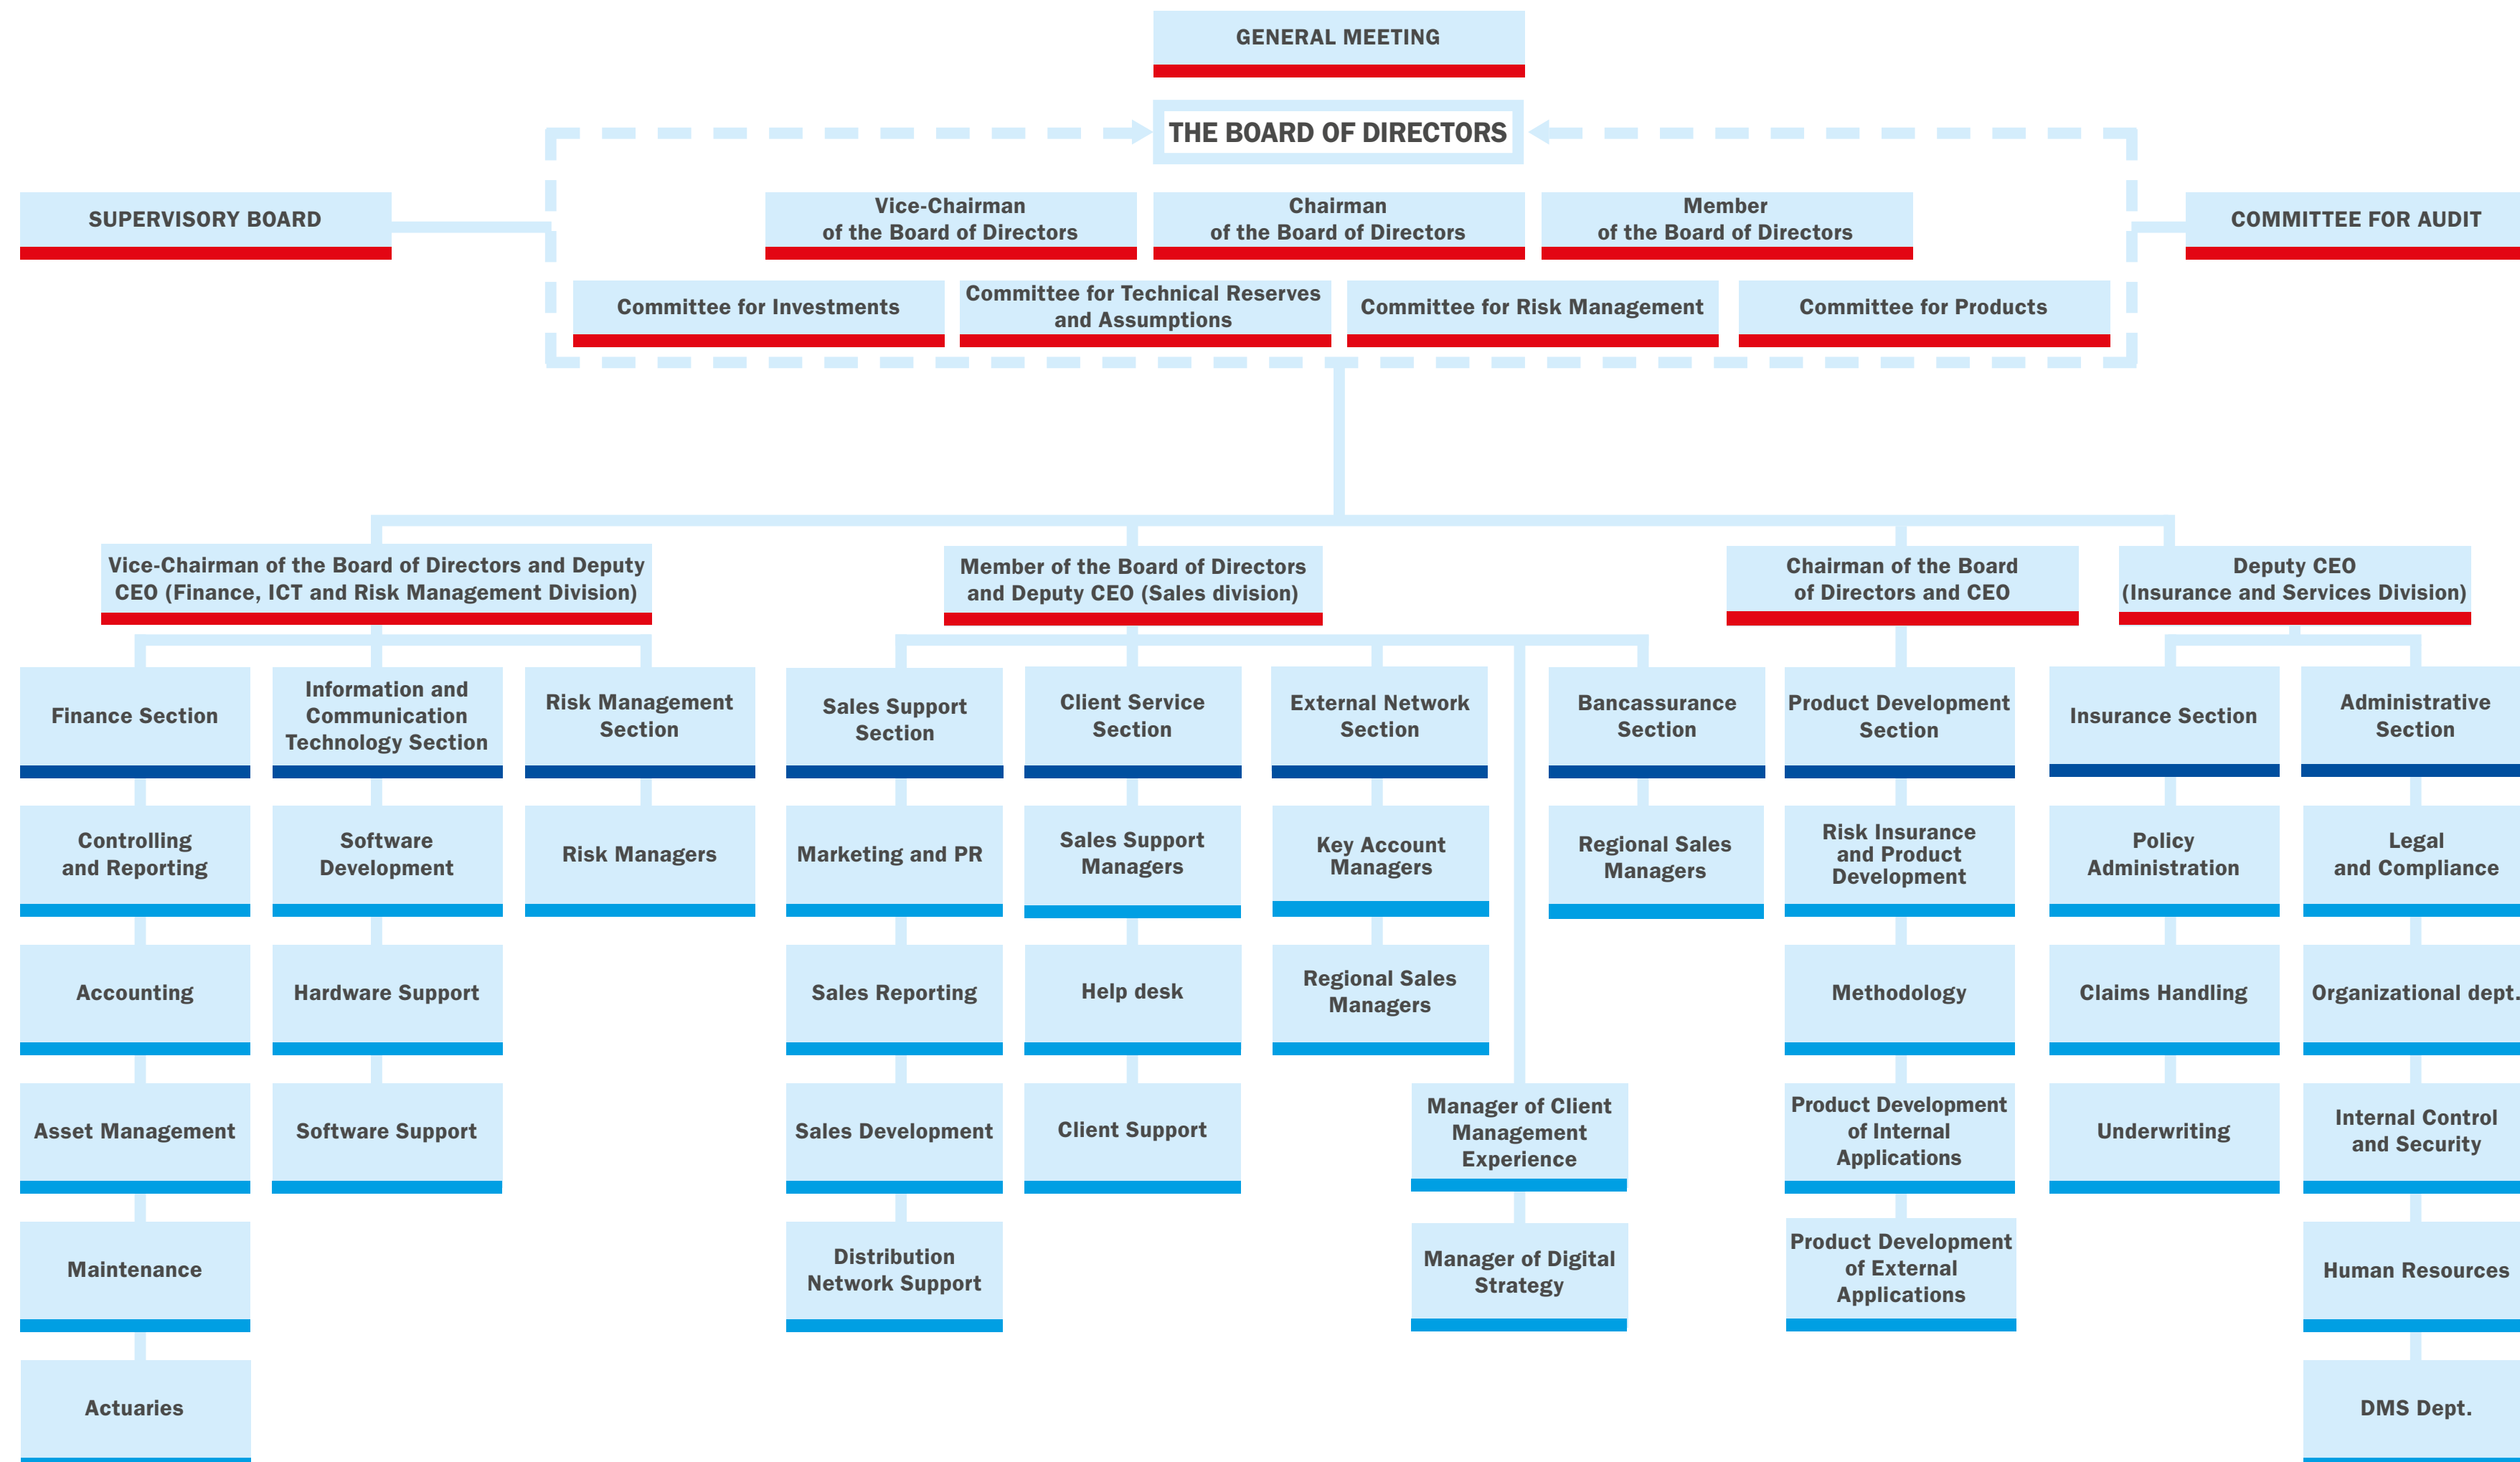 GENERAL MEETING
THE BOARD OF DIRECTORS
SUPERVISORY BOARD
Vice-Chairman
of the Board of Directors
Chairman
of the Board of Directors
Member
of the Board of Directors
COMMITTEE FOR AUDIT
Committee for Investments
Committee for Technical Reserves
and Assumptions
Committee for Risk Management
Committee for Products
Vice-Chairman of the Board of Directors and Deputy
CEO (Finance, ICT and Risk Management Division)
Member of the Board of Directors
and Deputy CEO (Sales division)
Chairman of the Board
of Directors and CEO
Deputy CEO
(Insurance and Services Division)
Finance Section
Information and
Communication
Technology Section
Risk Management
Section
Sales Support
Section
Client Service
Section
External Network
Section
Bancassurance
Section
Product Development
Section
Insurance Section
Administrative
Section
Controlling
and Reporting
Software
Development
Risk Managers
Marketing and PR
Sales Support
Managers
Key Account
Managers
Regional Sales
Managers
Risk Insurance
and Product
Development
Policy
Administration
Legal
and Compliance
Accounting
Hardware Support
Sales Reporting
Help desk
Regional Sales
Managers
Methodology
Claims Handling
Organizational dept.
Asset Management
Software Support
Sales Development
Client Support
Manager of Client
Management
Experience
Product Development
of Internal
Applications
Underwriting
Internal Control
and Security
Maintenance
Distribution
Network Support
Manager of Digital
Strategy
Product Development
of External
Applications
Human Resources
Actuaries
DMS Dept.